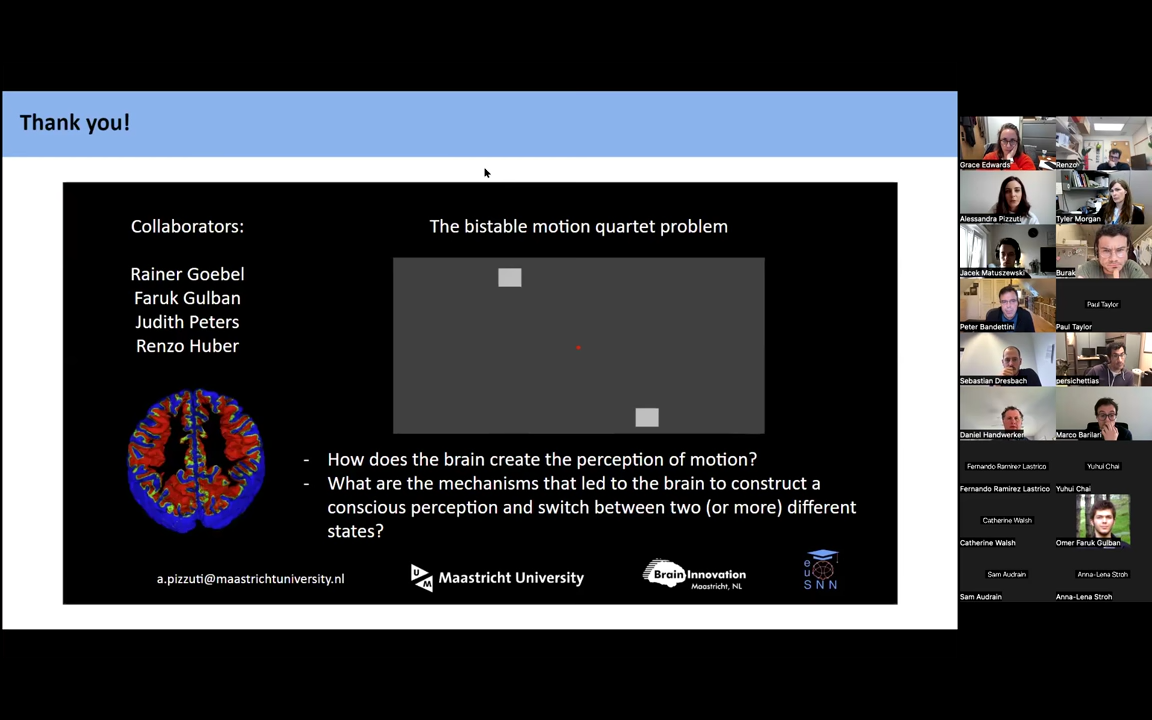 Thank you!
Collaborators:
Rainer Goebel
Faruk Gulban
Judith Peters
Renzo Huber
The bistable motion quartet problem
- How does the brain create the perception of motion?
- What are the mechanisms that led to the brain to construct a
conscious perception and switch between two (or more) different
states?
a.pizzuti@maastrichtuniversity.nl
UM Maastricht University
Brain Innovation
Maastricht, NL
eu
SNN
Grace Edwards
Renzo
Alessandra Pizzuti
Tyler Morgan
Jacek Matuszewski
Burak
Peter Bandettini
Paul Taylor
Paul Taylor
Sebastian Dresbach
persichettias
Daniel Handwerker
Marco Barilari
Fernando Ramirez Lastrico
Yuhui Chai
Fernando Ramirez Lastrico
Yuhui Chai
Catherine Walsh
Catherine Walsh
Omer Faruk Gulban
Sam Audrain
Anna-Lena Stroh
Sam Audrain
Anna-Lena Stroh